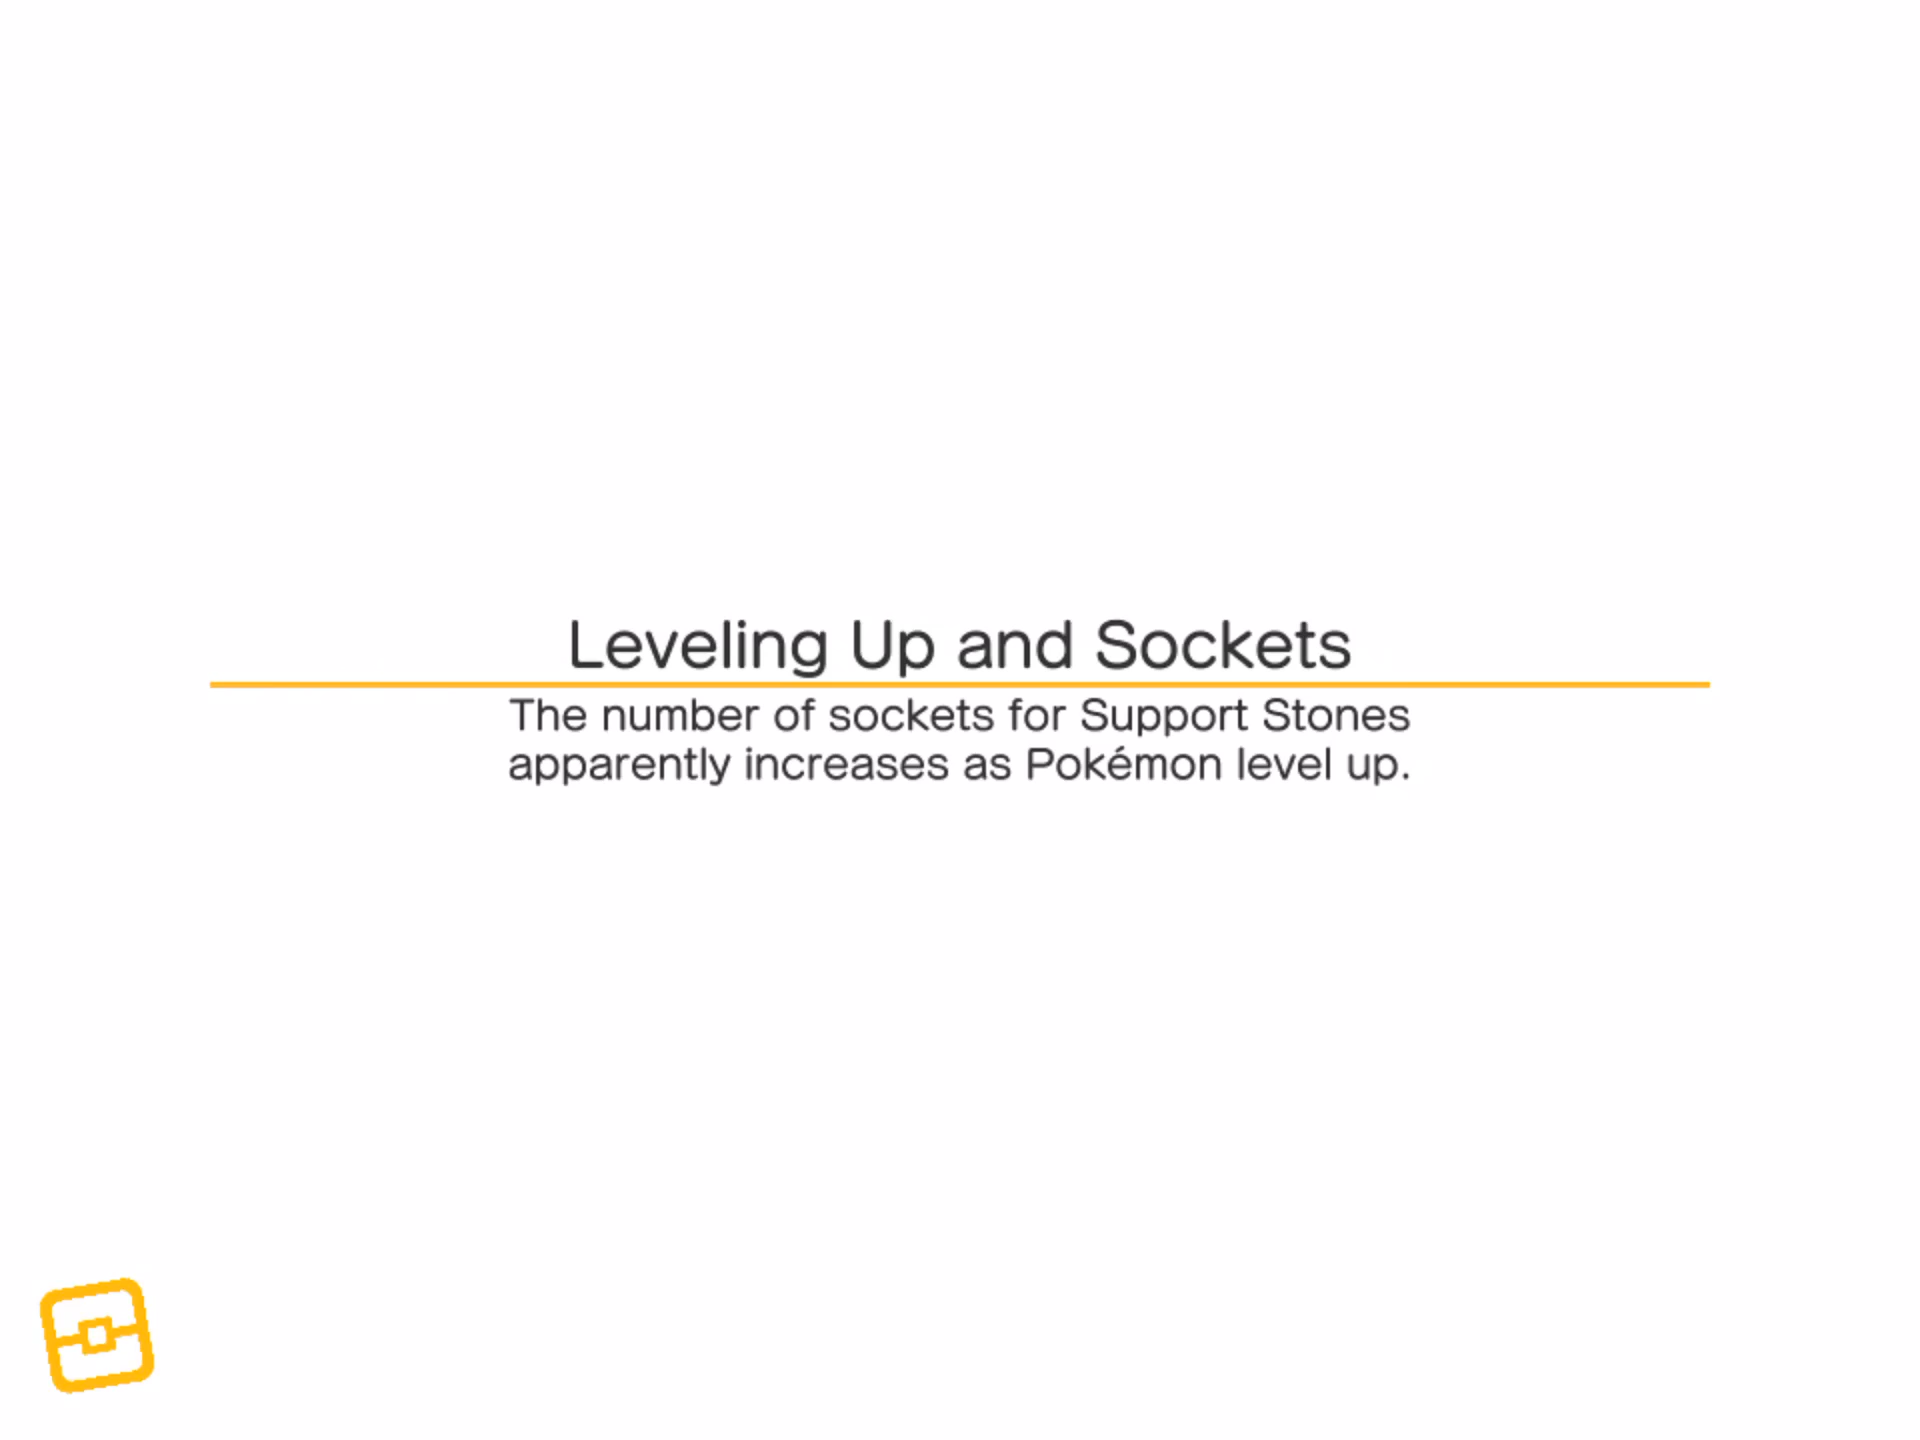 Leveling Up and Sockets
The number of sockets for Support Stones
apparently increases as Pokémon level up.